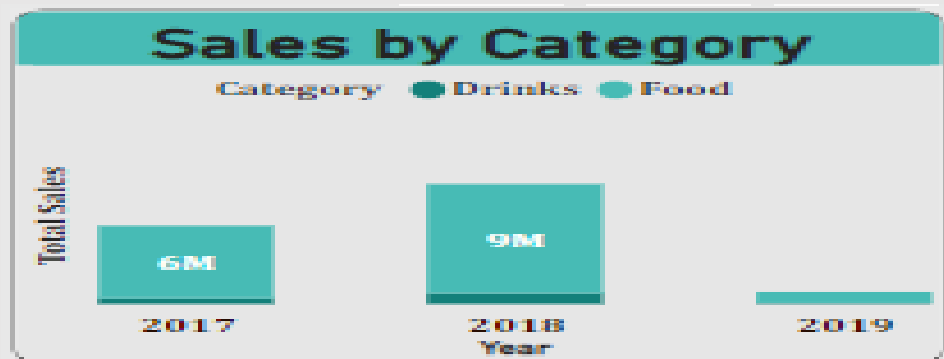 Sales by Category
Category Drinks Food
Total Sales
6M
9M
2017 2018 2019
Year